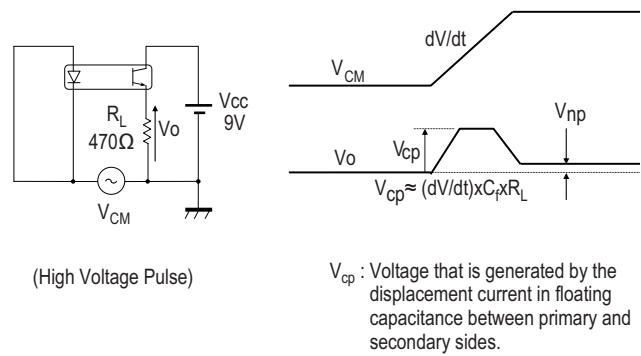 V_CM
dV/dt
R_L
470Ω
Vo
Vcc
9V
V_CM
Vo
V_cp
V_np
V_cp ≈ (dV/dt)xC_fxR_L
(High Voltage Pulse)
V_cp : Voltage that is generated by the
displacement current in floating
capacitance between primary and
secondary sides.